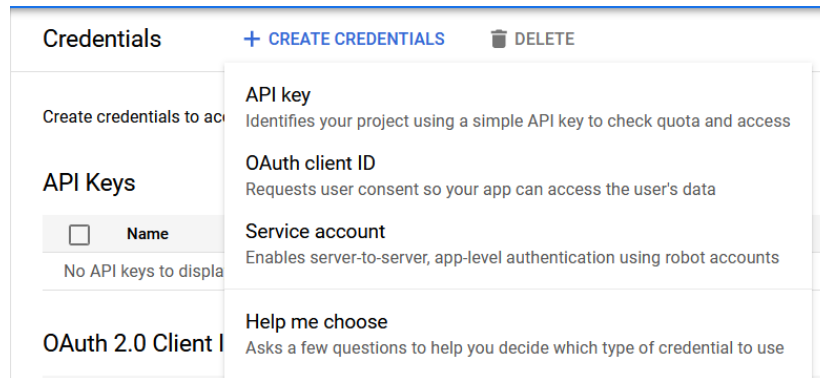 Credentials
+ CREATE CREDENTIALS
DELETE
API key
Create credentials to
Identifies your project using a simple API key to check quota and access
OAuth client ID
API Keys
Requests user consent so your app can access the user's data
Name
Service account
No API keys to
Enables server-to-server, app-level authentication using robot accounts
Help me choose
OAuth 2.0 Client
Asks a few questions to help you decide which type of credential to use